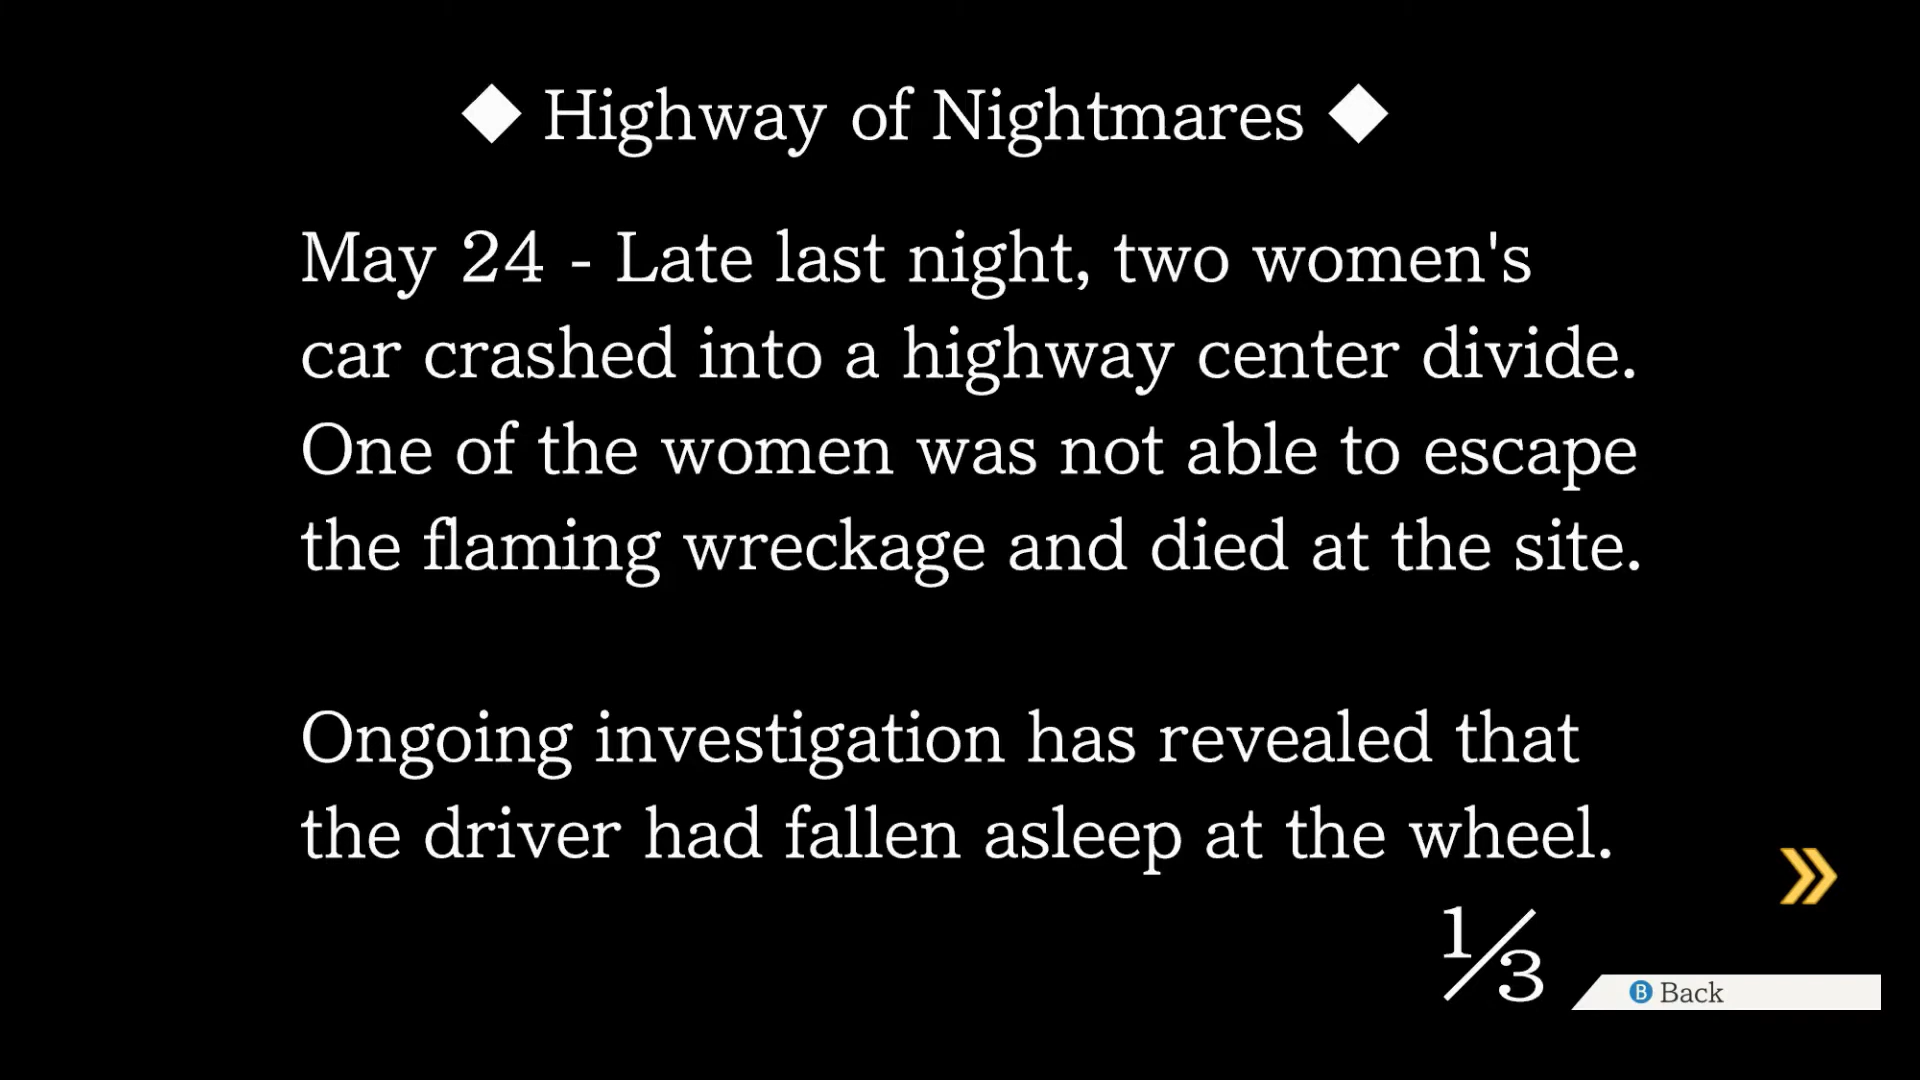 ◆ Highway of Nightmares ◆
May 24 - Late last night, two women's
car crashed into a highway center divide.
One of the women was not able to escape
the flaming wreckage and died at the site.
Ongoing investigation has revealed that
the driver had fallen asleep at the wheel.
1/3
B Back